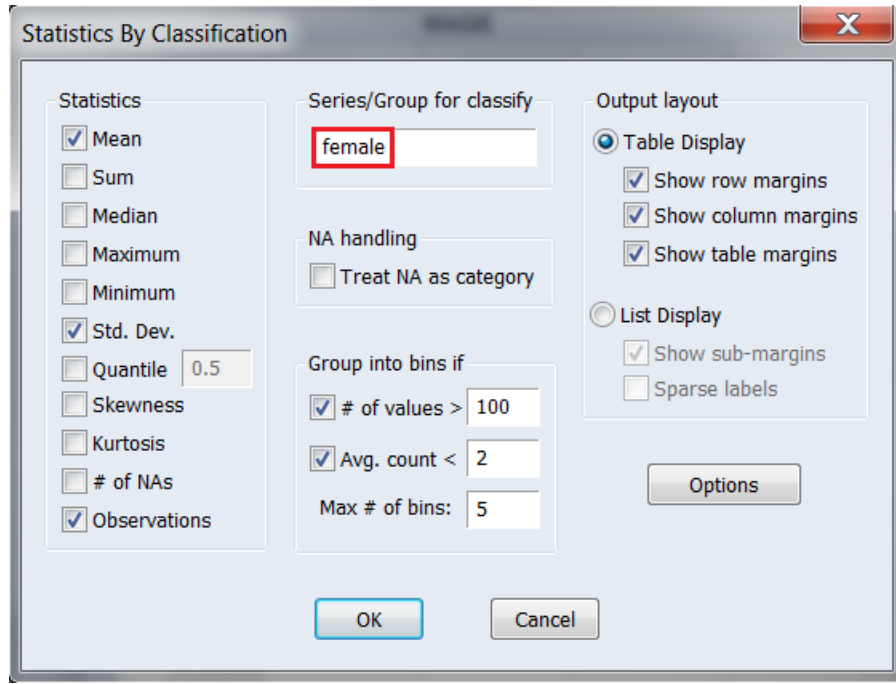 Statistics By Classification
X
Statistics
Mean
Sum
Median
Maximum
Minimum
Std. Dev.
Quantile 0.5
Skewness
Kurtosis
# of NAs
Observations
Series/Group for classify
female
NA handling
Treat NA as category
Group into bins if
# of values > 100
Avg. count < 2
Max # of bins: 5
Output layout
Table Display
Show row margins
Show column margins
Show table margins
List Display
Show sub-margins
Sparse labels
Options
OK
Cancel